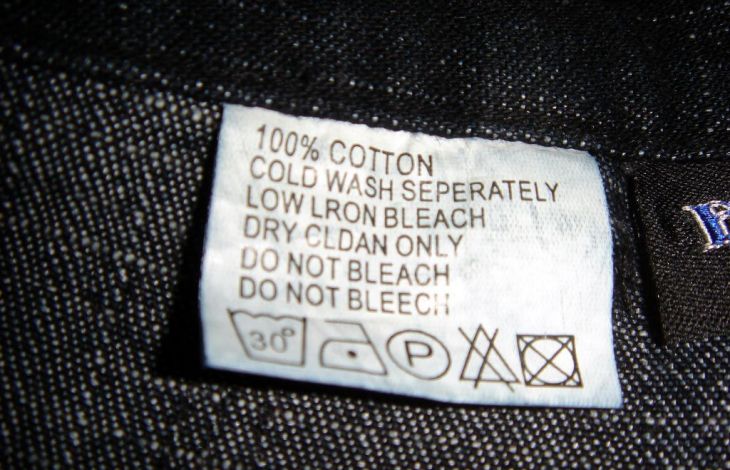 100% COTTON
COLD WASH SEPERATELY
LOW LRON BLEACH
DRY CLDAN ONLY
DO NOT BLEACH
DO NOT BLEECH
30° P